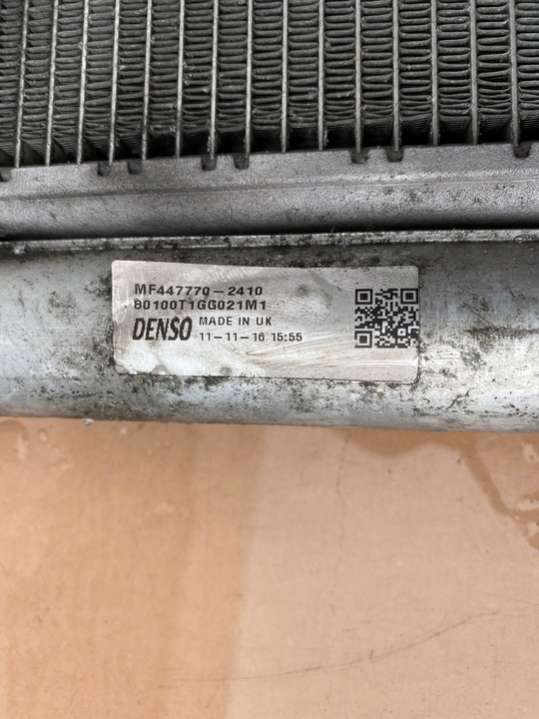 MF447770-2410
80100T1GG021M1
DENSO MADE IN UK
11-11-16 15:55